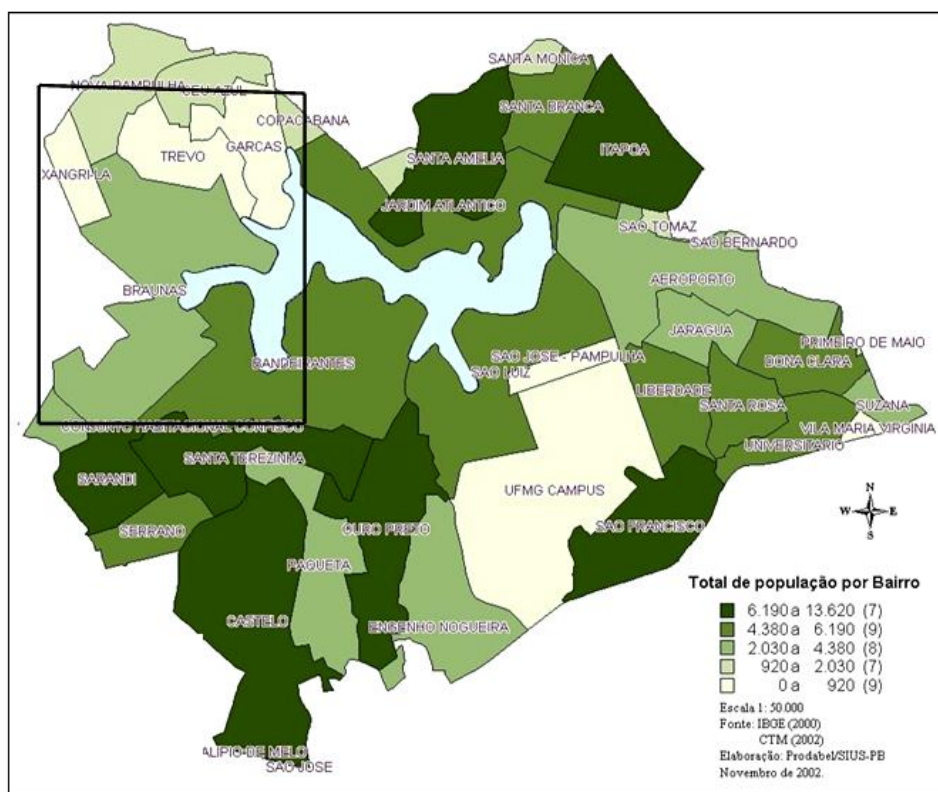 SANTA MONICA
NOVA PAMPULHA
CEU AZUL
SANTA BRANCA
COPACABANA
GARCAS
ITAPOA
TREVO
SANTA AMELIA
XANGRI-LA
JARDIM ATLANTICO
SAO TOMAZ
SAO BERNARDO
AEROPORTO
BRAUNAS
JARAGUA
PRIMEIRO DE MAIO
SAO JOSE - PAMPULHA
BANDEIRANTES
DONA CLARA
SAO LUIZ
LIBERDADE
SANTA ROSA
SUZANA
CONJUNTO HABITACIONAL CONFISCO
VILA MARIA VIRGINIA
UNIVERSITARIO
SANTA TEREZINHA
SARANDI
UFMG CAMPUS
N
W E
S
SERRANO
OURO PRETO
SAO FRANCISCO
PAQUETA
CASTELO
ENGENHO NOGUEIRA
ALIPIO DE MELO
SAO JOSE
Total de população por Bairro
6.190 a 13.620 (7)
4.380 a 6.190 (9)
2.030 a 4.380 (8)
920 a 2.030 (7)
0 a 920 (9)
Escala 1: 50.000
Fonte: IBGE (2000)
CTM (2002)
Elaboração: Prodabel/SIUS-PB
Novembro de 2002.